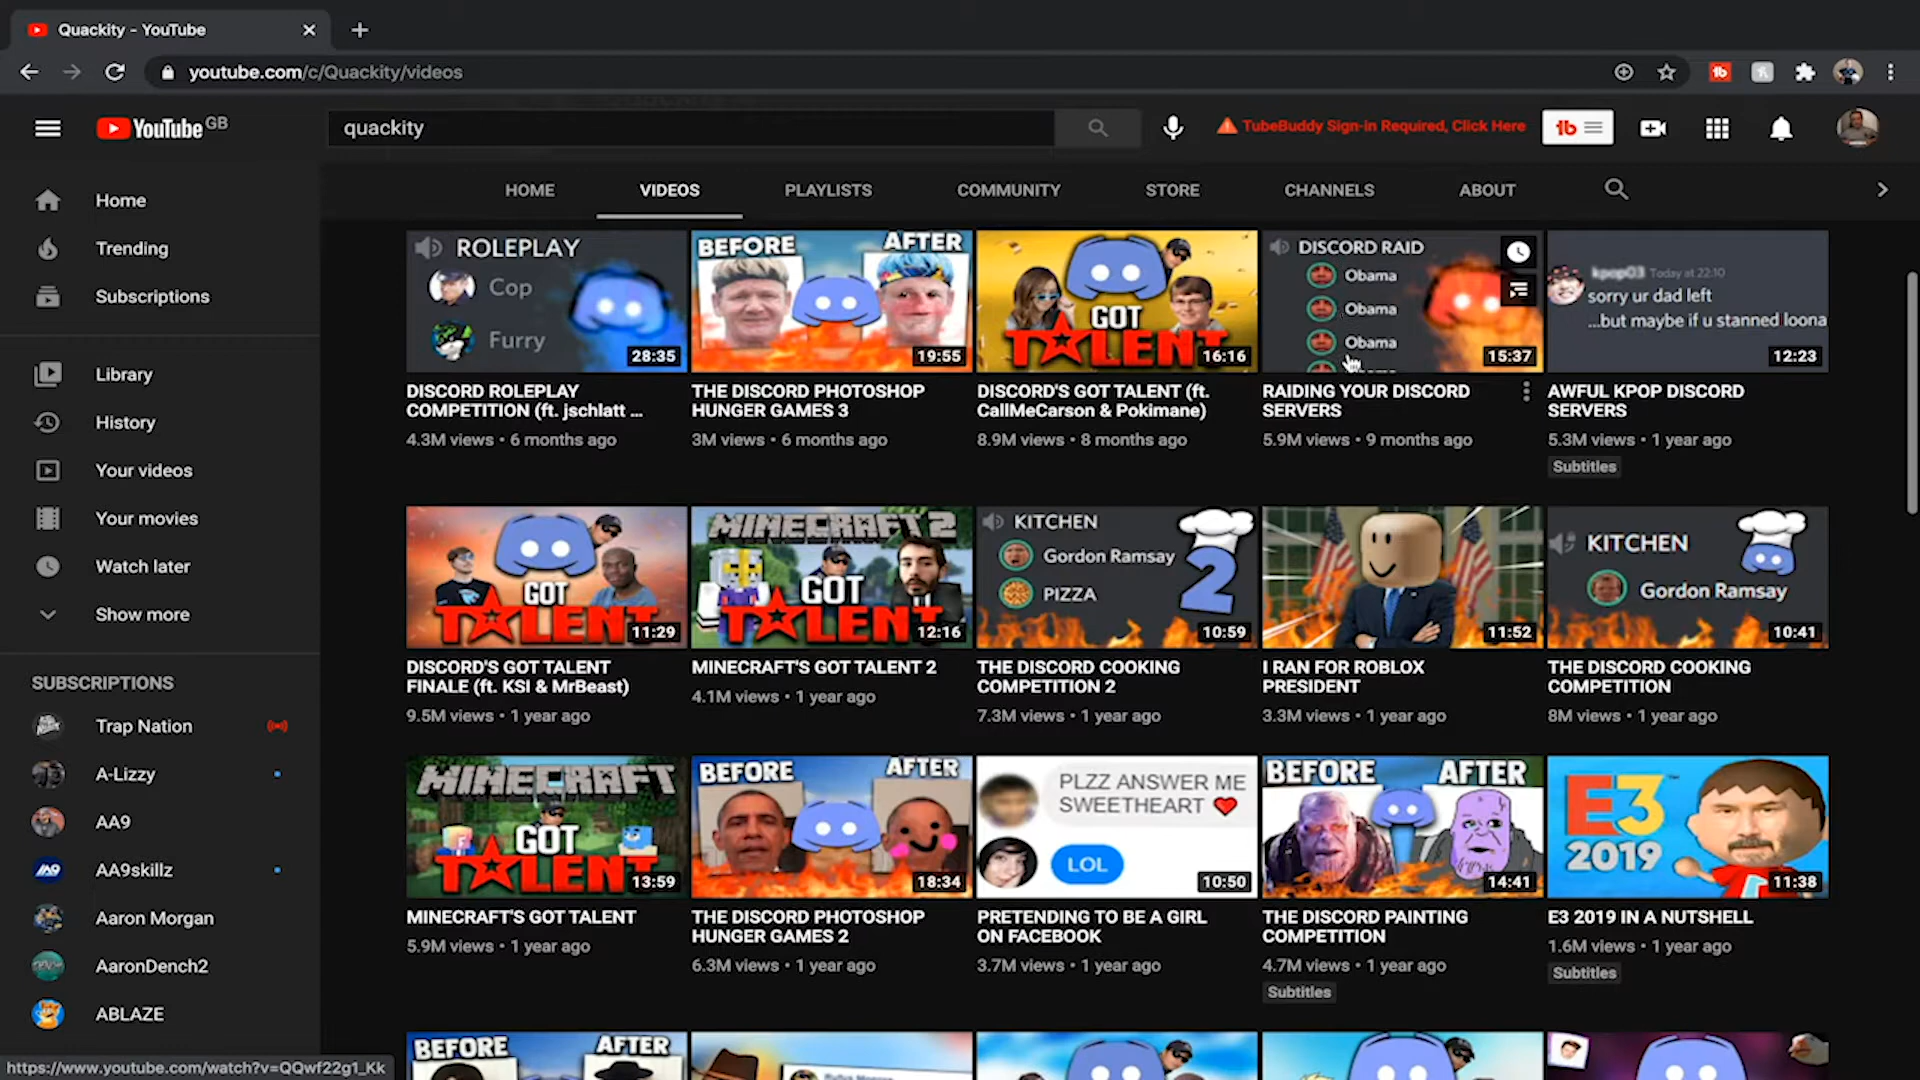 Quackity - YouTube
youtube.com/c/Quackity/videos
YouTube GB
quackity
TubeBuddy Sign-in Required, Click Here
tb
HOME
VIDEOS
PLAYLISTS
COMMUNITY
STORE
CHANNELS
ABOUT
Home
Trending
Subscriptions
Library
History
Your videos
Your movies
Watch later
Show more
SUBSCRIPTIONS
Trap Nation
A-Lizzy
AA9
AA9skillz
Aaron Morgan
AaronDench2
ABLAZE
ROLEPLAY
Cop
Furry
28:35
DISCORD ROLEPLAY
COMPETITION (ft. jschlatt ...
4.3M views • 6 months ago
BEFORE
AFTER
19:55
THE DISCORD PHOTOSHOP
HUNGER GAMES 3
3M views • 6 months ago
GOT
TALENT
16:16
DISCORD'S GOT TALENT (ft.
CallMeCarson & Pokimane)
8.9M views • 8 months ago
DISCORD RAID
Obama
Obama
Obama
15:37
RAIDING YOUR DISCORD
SERVERS
5.9M views • 9 months ago
kpop03 Today at 22.10
sorry ur dad left
...but maybe if u stanned loona
12:23
AWFUL KPOP DISCORD
SERVERS
5.3M views • 1 year ago
Subtitles
GOT
TALENT
11:29
DISCORD'S GOT TALENT
FINALE (ft. KSI & MrBeast)
9.5M views • 1 year ago
MINECRAFT 2
GOT
TALENT
12:16
MINECRAFT'S GOT TALENT 2
4.1M views • 1 year ago
KITCHEN
Gordon Ramsay
PIZZA
2
10:59
THE DISCORD COOKING
COMPETITION 2
7.3M views • 1 year ago
11:52
I RAN FOR ROBLOX
PRESIDENT
3.3M views • 1 year ago
KITCHEN
Gordon Ramsay
10:41
THE DISCORD COOKING
COMPETITION
8M views • 1 year ago
MINECRAFT
GOT
TALENT
13:59
MINECRAFT'S GOT TALENT
5.9M views • 1 year ago
BEFORE
AFTER
18:34
THE DISCORD PHOTOSHOP
HUNGER GAMES 2
6.3M views • 1 year ago
PLZZ ANSWER ME
SWEETHEART
LOL
10:50
PRETENDING TO BE A GIRL
ON FACEBOOK
3.7M views • 1 year ago
BEFORE
AFTER
14:41
THE DISCORD PAINTING
COMPETITION
4.7M views • 1 year ago
Subtitles
E3
2019
11:38
E3 2019 IN A NUTSHELL
1.6M views • 1 year ago
Subtitles
BEFORE
AFTER
https://www.youtube.com/watch?v=QQwf22g1_Kk